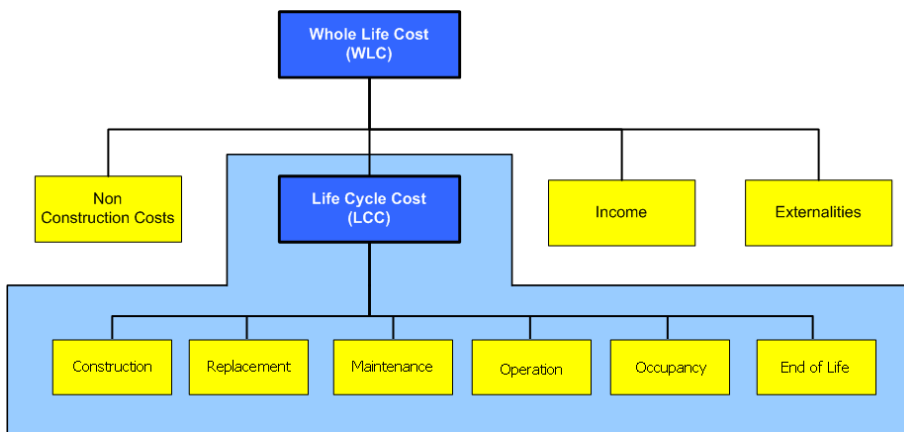 Whole Life Cost
(WLC)
Non
Construction Costs
Life Cycle Cost
(LCC)
Income
Externalities
Construction
Replacement
Maintenance
Operation
Occupancy
End of Life